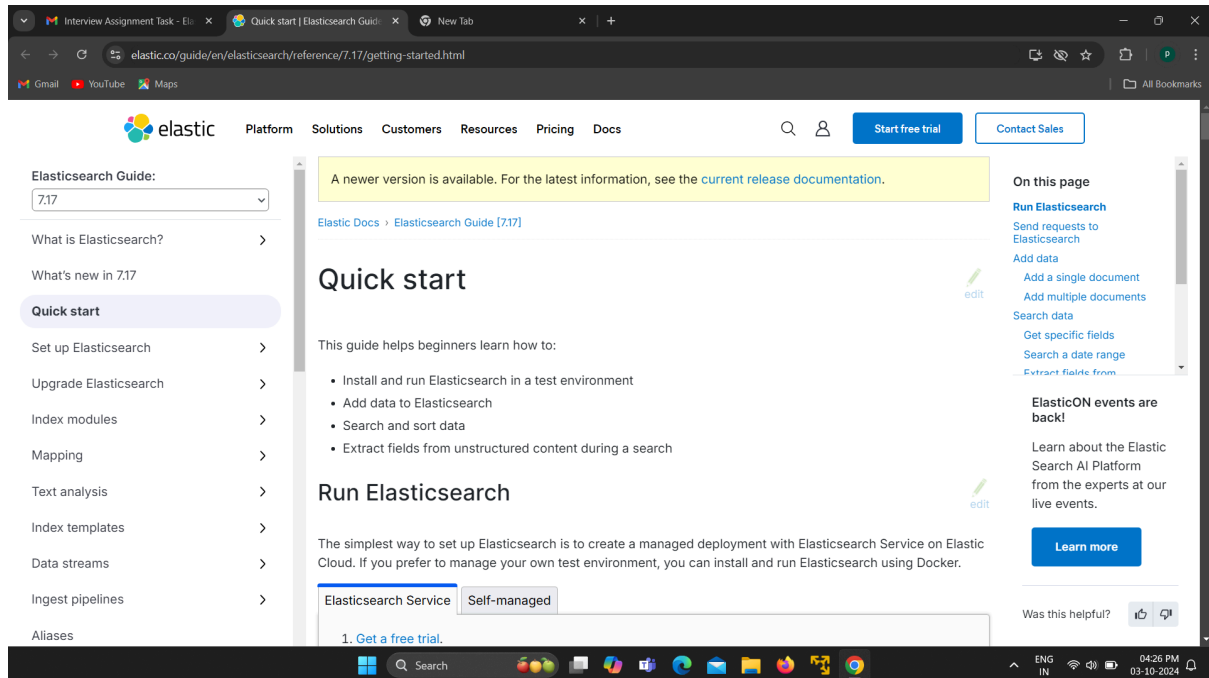 Interview Assignment Task - Ela
Quick start | Elasticsearch Guide
New Tab
elastic.co/guide/en/elasticsearch/reference/7.17/getting-started.html
P
Gmail
YouTube
Maps
All Bookmarks
elastic
Platform
Solutions
Customers
Resources
Pricing
Docs
Start free trial
Contact Sales
Elasticsearch Guide:
7.17
What is Elasticsearch?
What's new in 7.17
Quick start
Set up Elasticsearch
Upgrade Elasticsearch
Index modules
Mapping
Text analysis
Index templates
Data streams
Ingest pipelines
Aliases
A newer version is available. For the latest information, see the current release documentation.
Elastic Docs › Elasticsearch Guide [7.17]
Quick start
edit
This guide helps beginners learn how to:
• Install and run Elasticsearch in a test environment
• Add data to Elasticsearch
• Search and sort data
• Extract fields from unstructured content during a search
Run Elasticsearch
edit
The simplest way to set up Elasticsearch is to create a managed deployment with Elasticsearch Service on Elastic
Cloud. If you prefer to manage your own test environment, you can install and run Elasticsearch using Docker.
Elasticsearch Service
Self-managed
1. Get a free trial.
On this page
Run Elasticsearch
Send requests to
Elasticsearch
Add data
Add a single document
Add multiple documents
Search data
Get specific fields
Search a date range
Extract fields from
ElasticON events are
back!
Learn about the Elastic
Search AI Platform
from the experts at our
live events.
Learn more
Was this helpful?
Search
ENG
IN
04:26 PM
03-10-2024